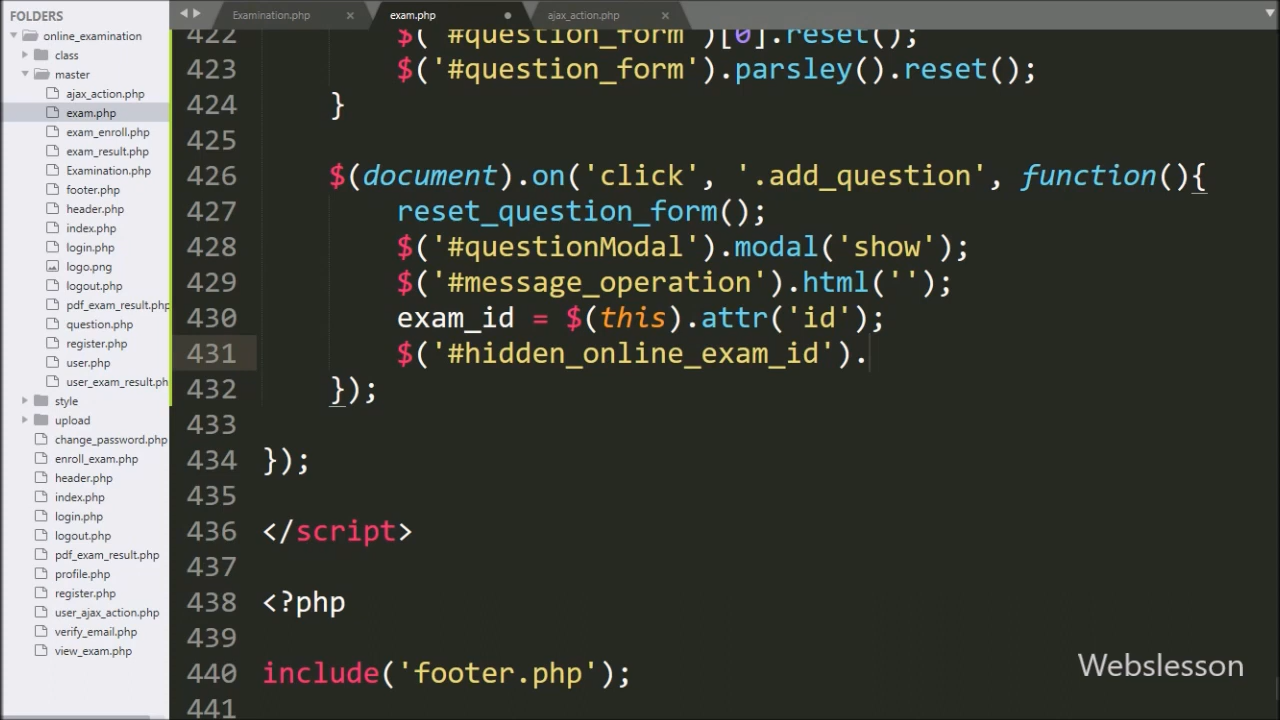 FOLDERS
online_examination
class
master
ajax_action.php
exam.php
exam_enroll.php
exam_result.php
Examination.php
footer.php
header.php
index.php
login.php
logo.png
logout.php
pdf_exam_result.php
question.php
register.php
user.php
user_exam_result.ph
style
upload
change_password.php
enroll_exam.php
header.php
index.php
login.php
logout.php
pdf_exam_result.php
profile.php
register.php
user_ajax_action.php
verify_email.php
view_exam.php
Examination.php
exam.php
ajax_action.php
422 $('#question_form')[0].reset();
423 $('#question_form').parsley().reset();
424 }
425
426 $(document).on('click', '.add_question', function(){
427 reset_question_form();
428 $('#questionModal').modal('show');
429 $('#message_operation').html('');
430 exam_id = $(this).attr('id');
431 $('#hidden_online_exam_id').
432 });
433
434 });
435
436 </script>
437
438 <?php
439
440 include('footer.php');
441
Webslesson